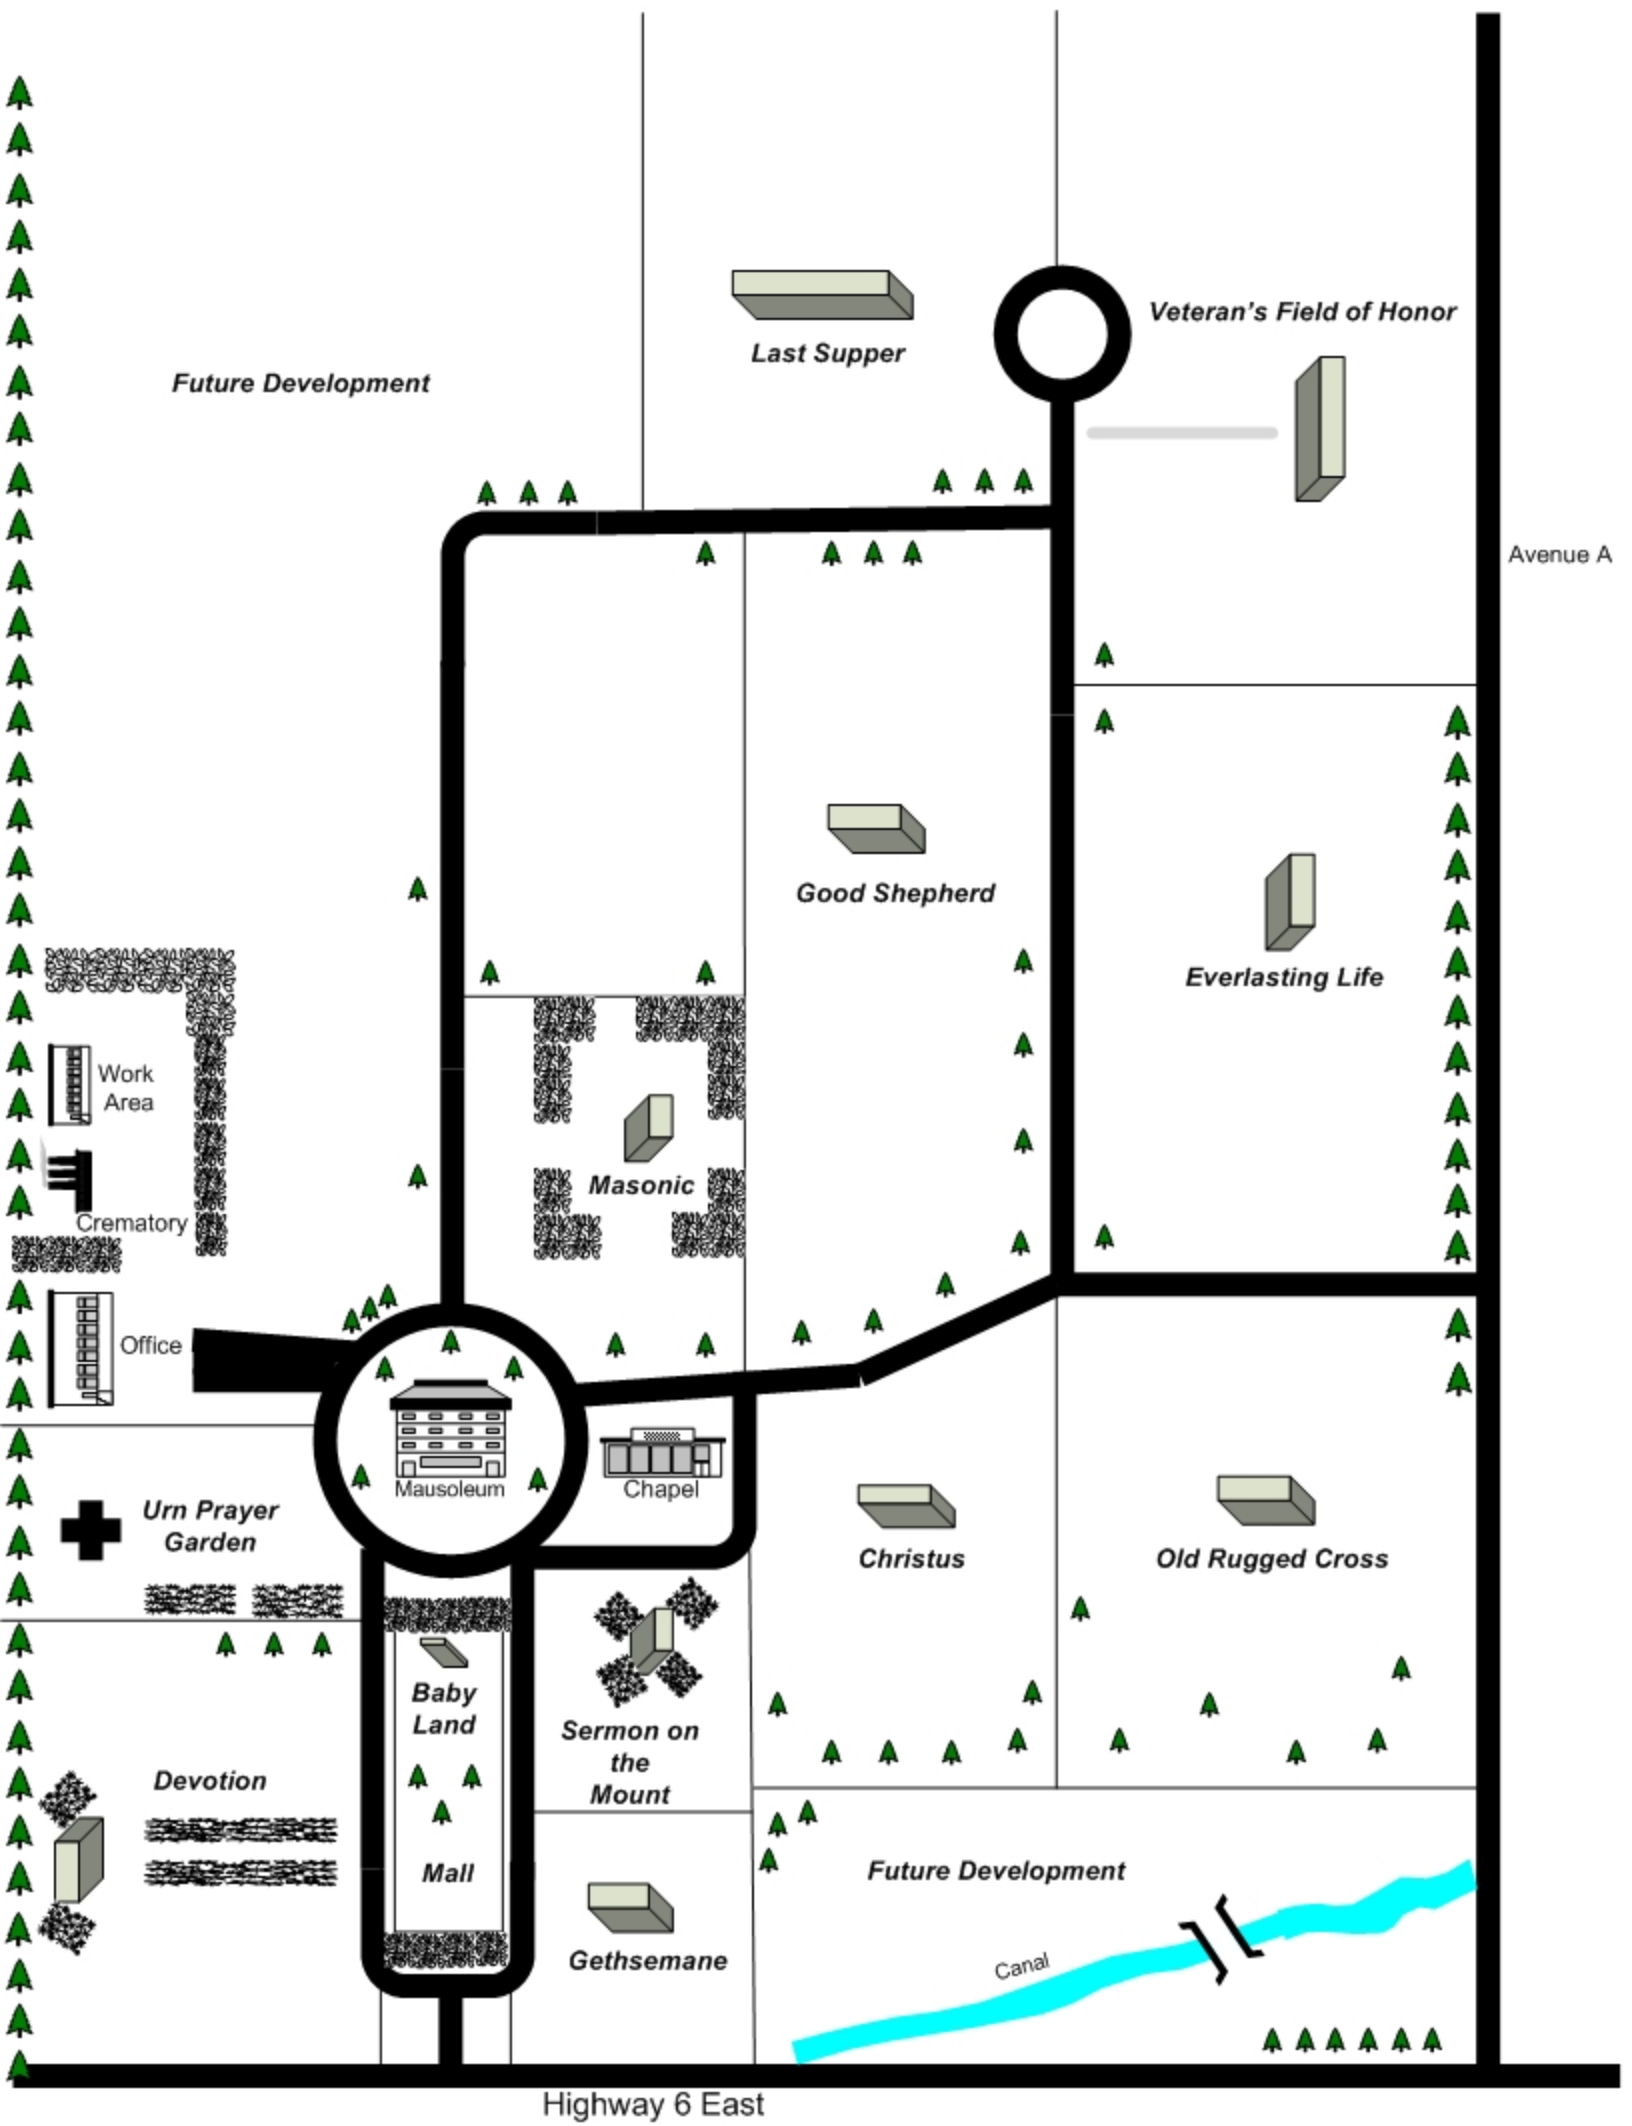 Veteran's Field of Honor
Last Supper
Future Development
Avenue A
Good Shepherd
Everlasting Life
Work
Area
Masonic
Crematory
Office
Mausoleum
Chapel
Urn Prayer
Garden
Christus
Old Rugged Cross
Baby
Land
Sermon on
the
Mount
Devotion
Mall
Future Development
Gethsemane
Canal
Highway 6 East